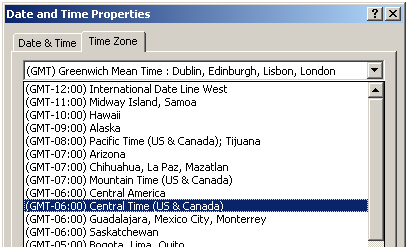 Date and Time Properties
Date & Time
Time Zone
(GMT) Greenwich Mean Time : Dublin, Edinburgh, Lisbon, London
(GMT-12:00) International Date Line West
(GMT-11:00) Midway Island, Samoa
(GMT-10:00) Hawaii
(GMT-09:00) Alaska
(GMT-08:00) Pacific Time (US & Canada); Tijuana
(GMT-07:00) Arizona
(GMT-07:00) Chihuahua, La Paz, Mazatlan
(GMT-07:00) Mountain Time (US & Canada)
(GMT-06:00) Central America
(GMT-06:00) Central Time (US & Canada)
(GMT-06:00) Guadalajara, Mexico City, Monterrey
(GMT-06:00) Saskatchewan
(GMT-05:00) Bogota, Lima, Quito